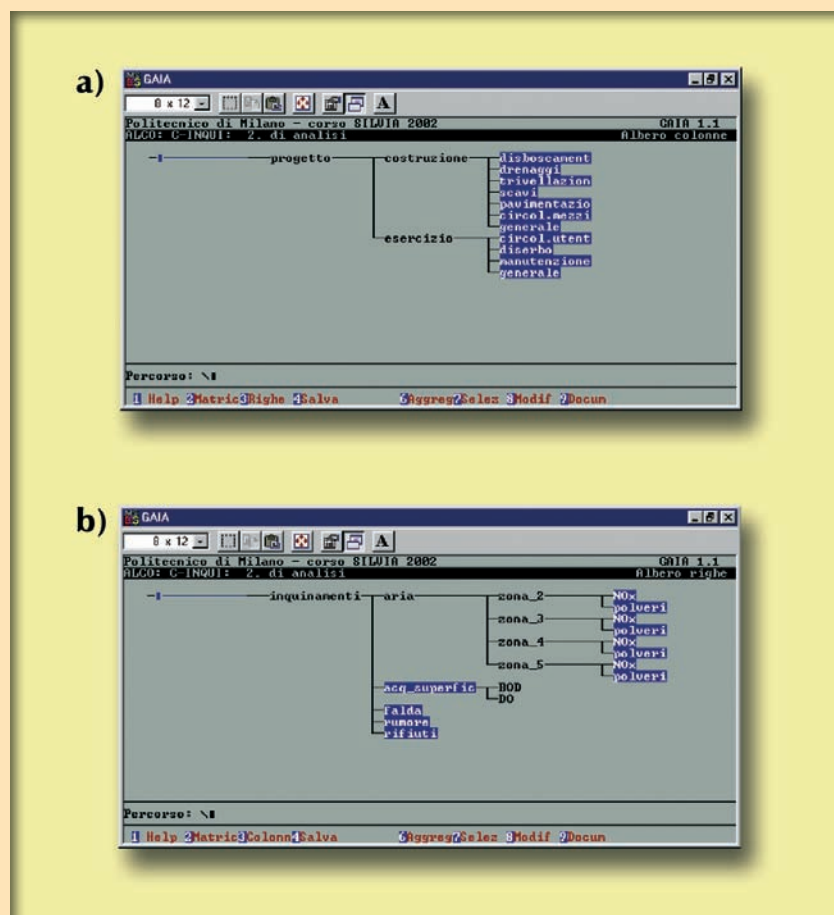 a)
GAIA
8 x 12
A
Politecnico di Milano - corso SILVIA 2002 GAIA 1.1
ALCO: C-INQUI: 2. di analisi Albero colonne
progetto costruzione disboscament
drenaggi
trivellazion
scavi
pavimentazio
circol.mezzi
generale
esercizio circol.utent
diserbo
manutenzione
generale
Percorso: \
1 Help 2Matric3Righe 4Salva 6Aggreg7Selez 8Modif 9Docum
b)
GAIA
8 x 12
A
Politecnico di Milano - corso SILVIA 2002 GAIA 1.1
ALCO: C-INQUI: 2. di analisi Albero righe
inquinamenti aria zona_2 NOx
polveri
zona_3 NOx
polveri
zona_4 NOx
polveri
zona_5 NOx
polveri
acq_superfic BOD
DO
falda
rumore
rifiuti
Percorso: \
1 Help 2Matric3Colonn4Salva 6Aggreg7Selez 8Modif 9Docum